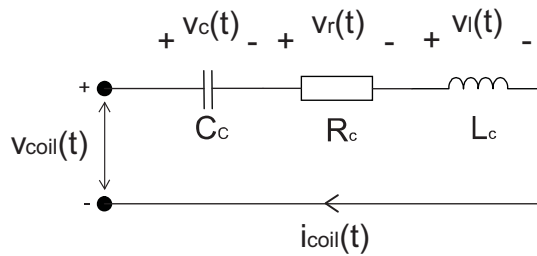 + vc(t) - + vr(t) - + vl(t) -
+
Cc Rc Lc
vcoil(t)
-
icoil(t)